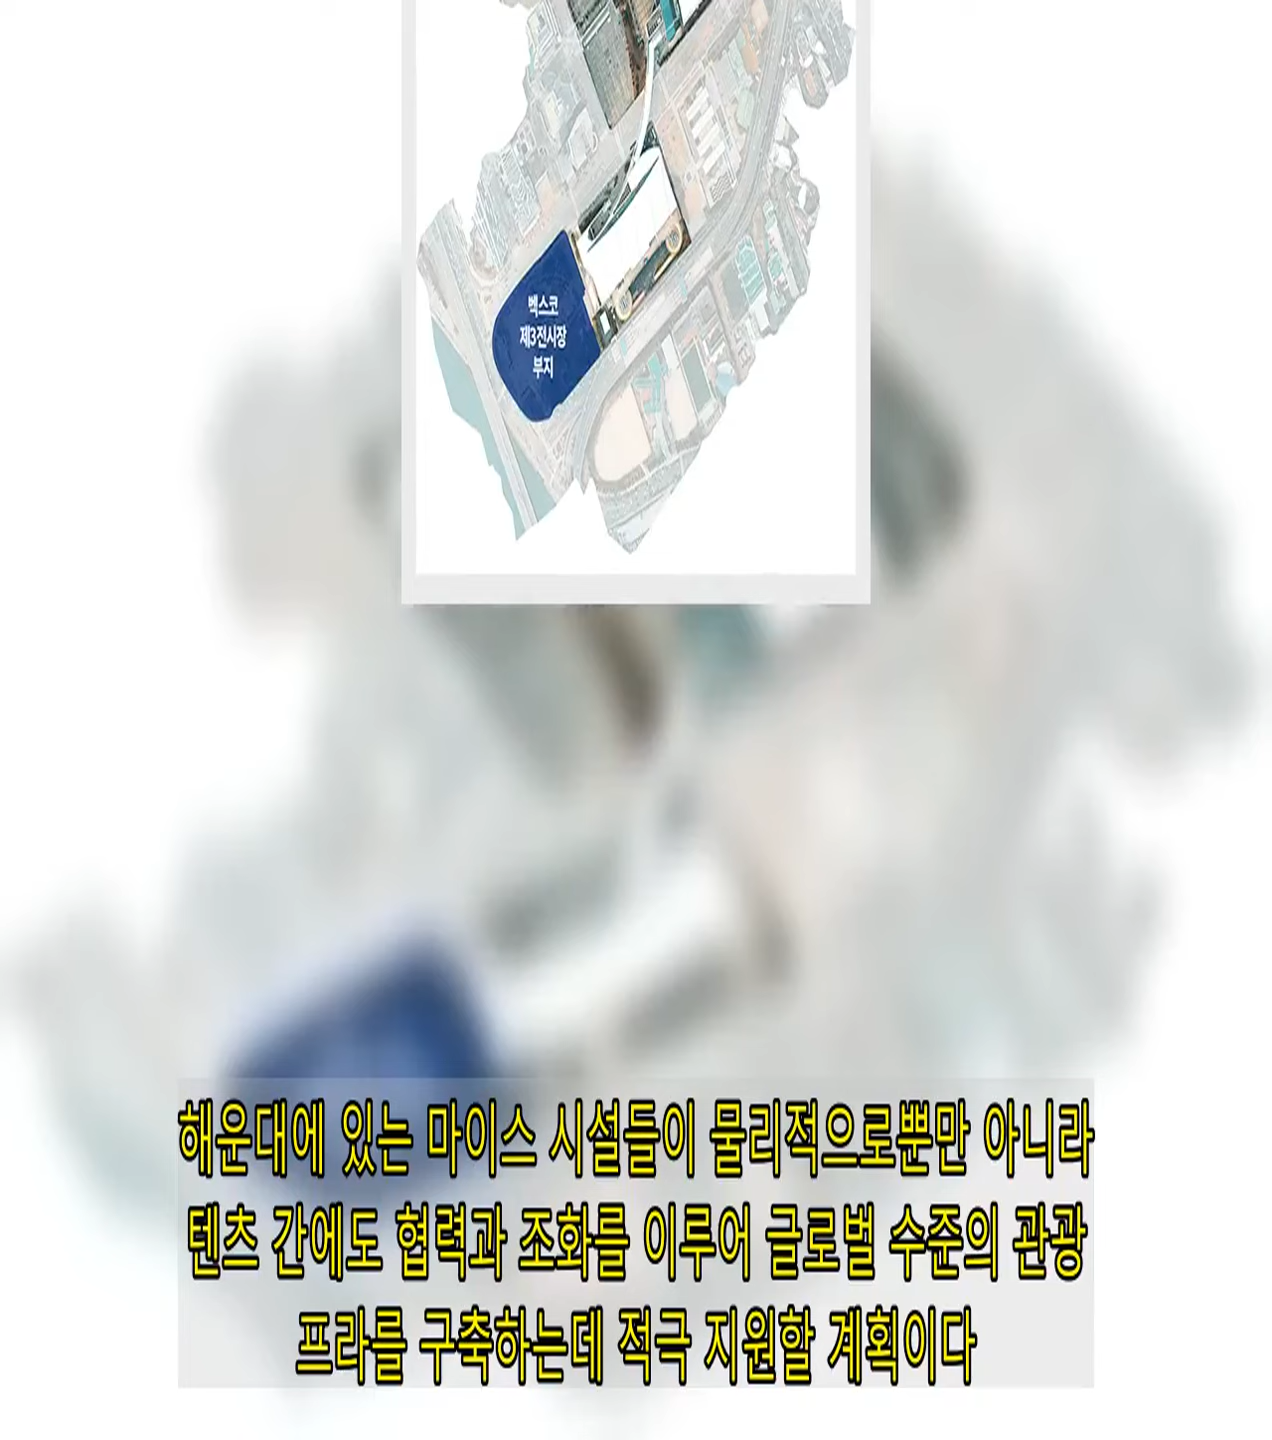 벡스코
제3전시장
부지
해운대에 있는 마이스 시설들이 물리적으로뿐만 아니라
텐츠 간에도 협력과 조화를 이루어 글로벌 수준의 관광
프라를 구축하는데 적극 지원할 계획이다